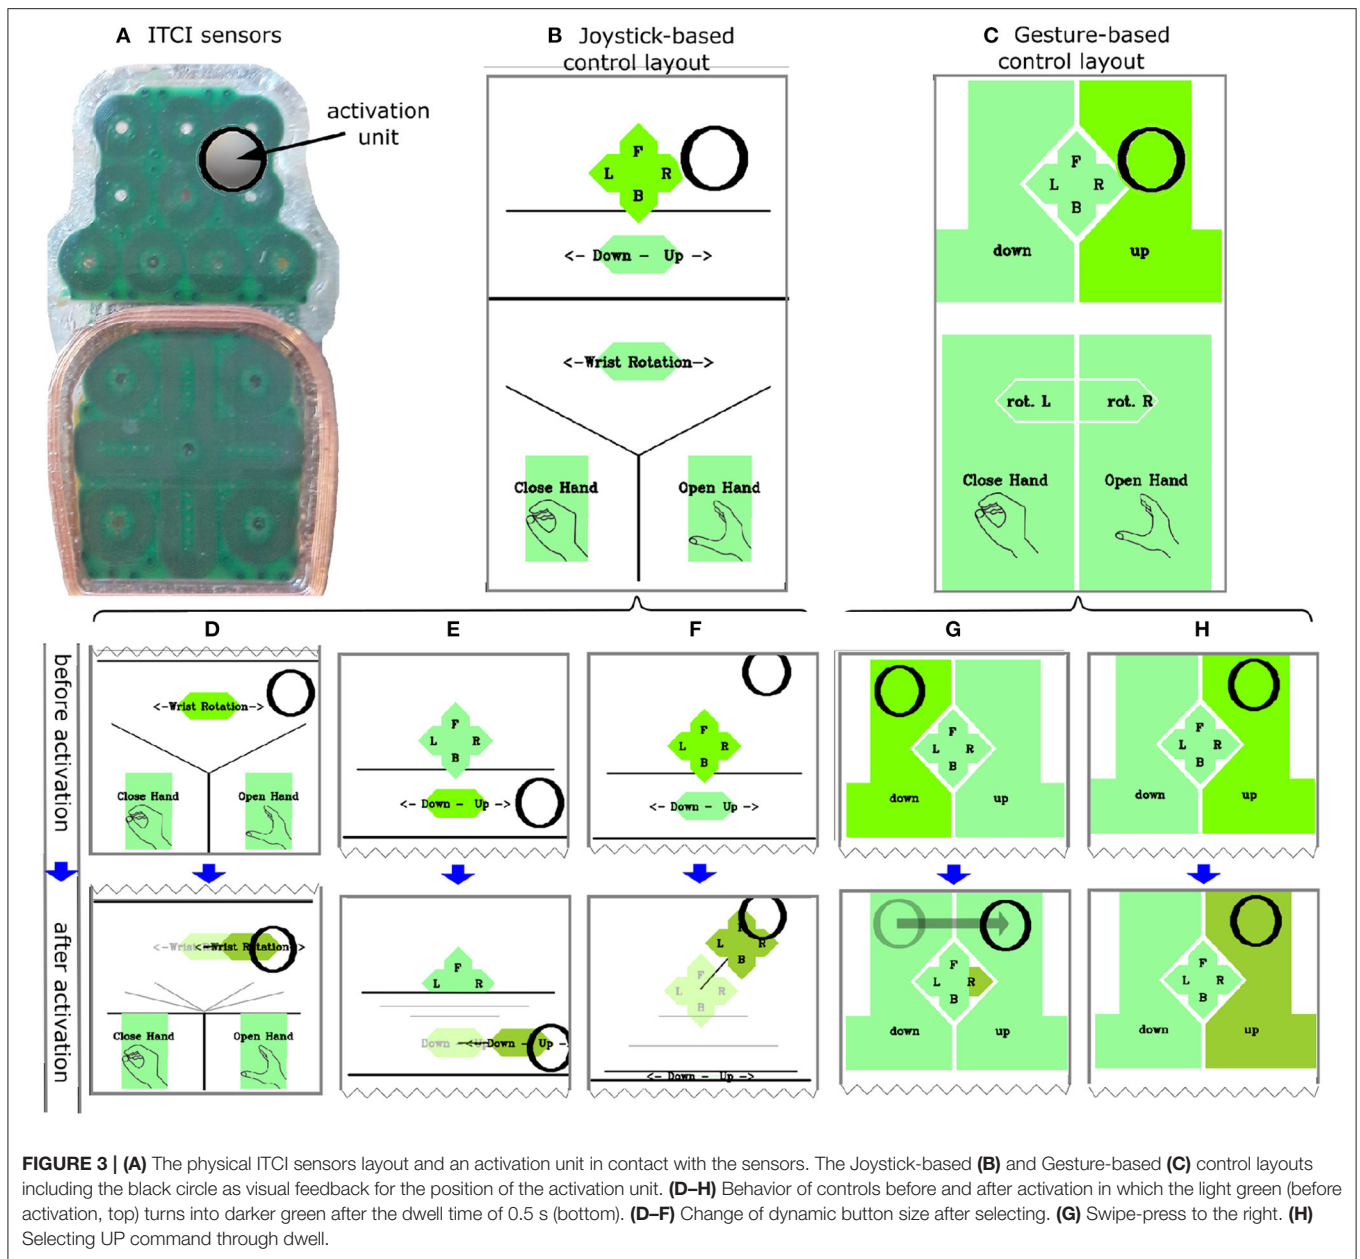 A ITCI sensors
activation
unit
B Joystick-based
control layout
F
L R
B
<- Down - Up ->
<-Wrist Rotation->
Close Hand Open Hand
C Gesture-based
control layout
F
L R
B
down up
rot. L rot. R
Close Hand Open Hand
D E F G H
before activation
<-Wrist Rotation->
Close Hand Open Hand
F
L R
B
<- Down - Up ->
F
L R
B
<- Down - Up ->
F
L R
B
down up
F
L R
B
down up
after activation
<-Wrist
<-Wrist Rotation->
Close Hand Open Hand
F
L R
Down - Up
<-Down - Up -
L R
B
F
L R
B
<- Down - Up ->
F
L R
B
down up
F
L R
B
down up
FIGURE 3 | (A) The physical ITCI sensors layout and an activation unit in contact with the sensors. The Joystick-based (B) and Gesture-based (C) control layouts
including the black circle as visual feedback for the position of the activation unit. (D–H) Behavior of controls before and after activation in which the light green (before
activation, top) turns into darker green after the dwell time of 0.5 s (bottom). (D–F) Change of dynamic button size after selecting. (G) Swipe-press to the right. (H)
Selecting UP command through dwell.